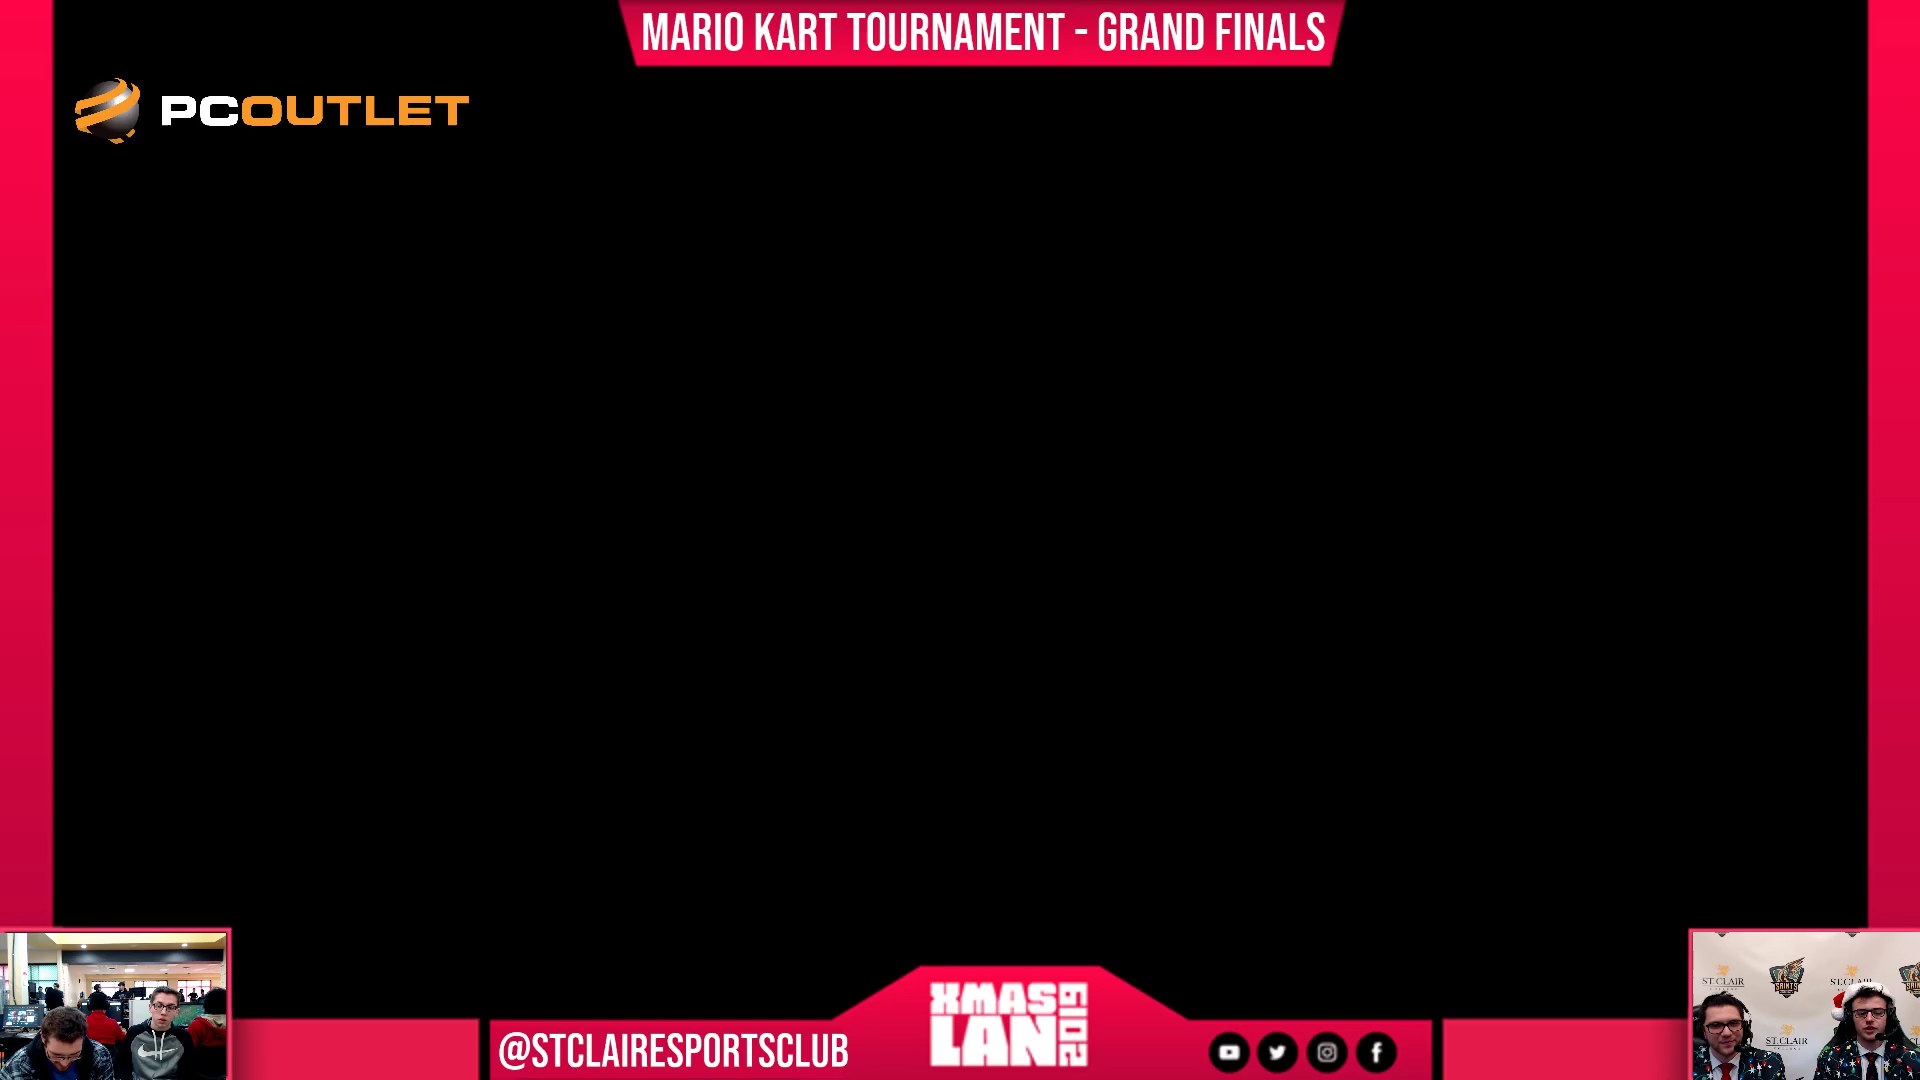 MARIO KART TOURNAMENT - GRAND FINALS
PCOUTLET
@STCLAIRESPORTSCLUB
XMAS
LAN
2019
ST. CLAIR
SAINTS
ST. CLAIR